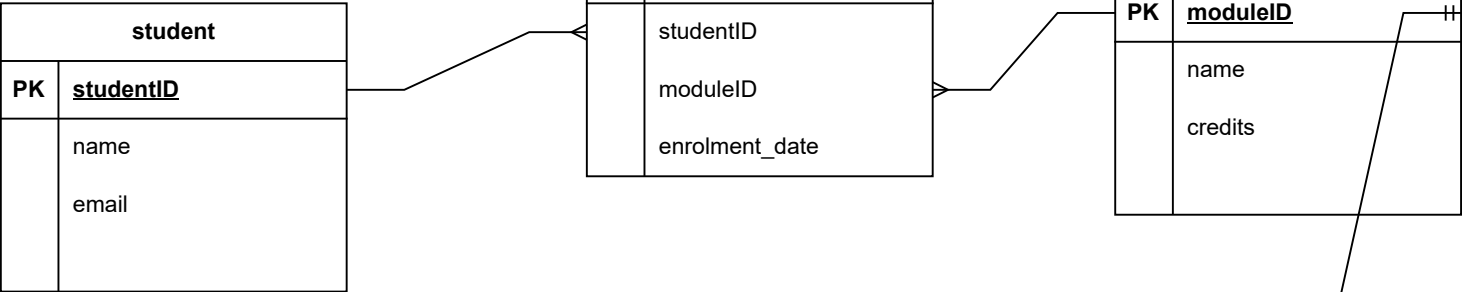 student
PK studentID
name
email
studentID
moduleID
enrolment_date
PK moduleID
name
credits